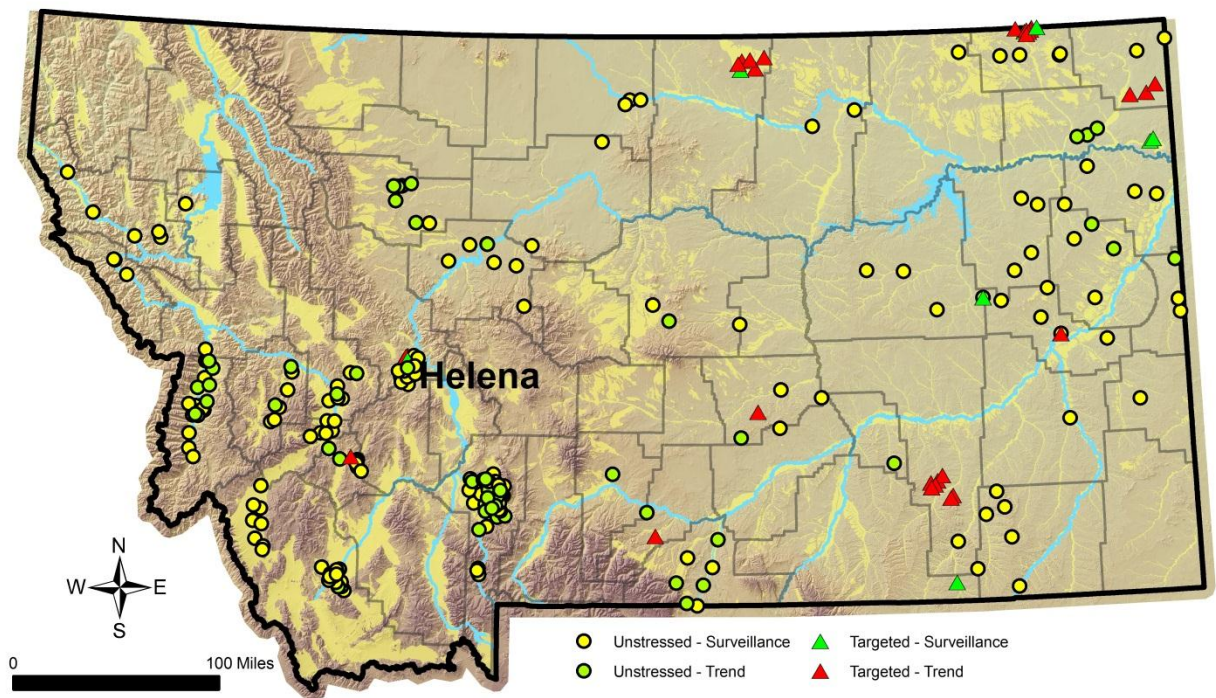 Helena
N
W E
S
0 100 Miles
Unstressed - Surveillance
Unstressed - Trend
Targeted - Surveillance
Targeted - Trend